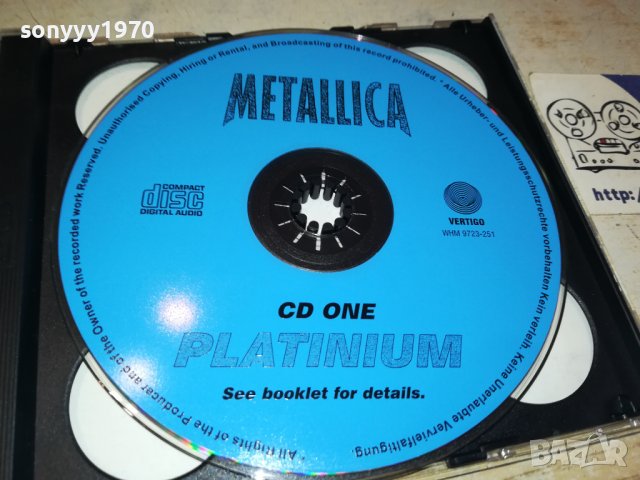 sonyyy1970
METALLICA
COMPACT
disc
DIGITAL AUDIO
VERTIGO
WHM 9723-251
CD ONE
PLATINIUM
See booklet for details.
* All Rights of the Producer and of the Owner of the recorded work Reserved. Unauthorised Copying, Hiring or Rental, and Broadcasting of this record prohibited. * Alle Urheber- und Leistungsschutzrechte vorbehalten Kein verleih. Keine Unerlaubte Vervielfältigung.
http:/
BAZAR